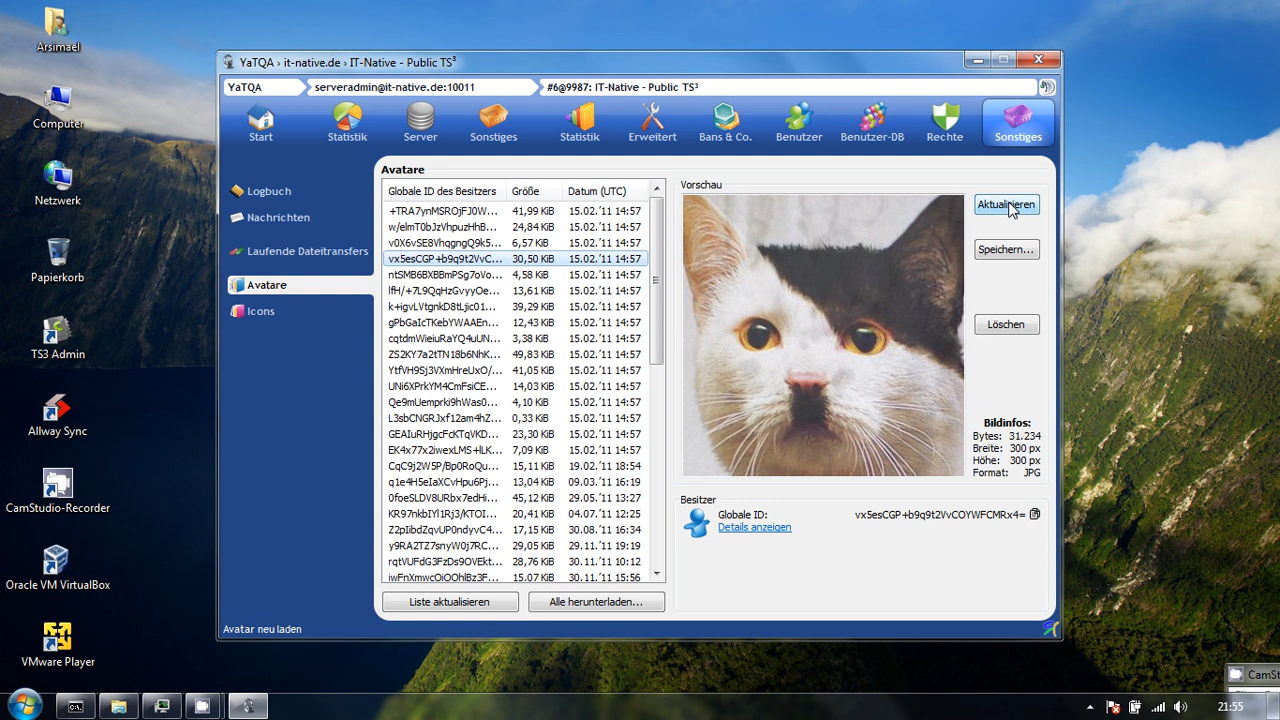 Arsimael
Computer
Netzwerk
Papierkorb
TS3 Admin
Allway Sync
CamStudio-Recorder
Oracle VM VirtualBox
VMware Player
YaTQA › it-native.de › IT-Native - Public TS³
YaTQA serveradmin@it-native.de:10011 #6@9987: IT-Native - Public TS³
Start Statistik Server Sonstiges Statistik Erweitert Bans & Co. Benutzer Benutzer-DB Rechte Sonstiges
Logbuch
Nachrichten
Laufende Dateitransfers
Avatare
Icons
Avatare
Globale ID des Besitzers Größe Datum (UTC)
+TRA7ynMSROjFJ0W... 41,99 KiB 15.02.'11 14:57
w/elmT0bJzVhpuzHhB... 24,84 KiB 15.02.'11 14:57
v0X6vSE8VhqgngQ9k5... 6,57 KiB 15.02.'11 14:57
vx5esCGP+b9q9t2VvC... 30,50 KiB 15.02.'11 14:57
ntSMB6BXBBmPSg7oVo... 4,58 KiB 15.02.'11 14:57
lfH/+7L9QqHzGvyyOe... 13,61 KiB 15.02.'11 14:57
k+igvLVtgnkD8tLjic01... 39,29 KiB 15.02.'11 14:57
gPbGaIcTKebYWAAEn... 12,43 KiB 15.02.'11 14:57
cqtdmWieiuRaYQ4uUN... 3,38 KiB 15.02.'11 14:57
ZS2KY7a2tTN18b6NhK... 49,83 KiB 15.02.'11 14:57
YtfVH9Sj3VXmHreUxO/... 41,05 KiB 15.02.'11 14:57
UNi6XPrkYM4CmFsiCE... 14,03 KiB 15.02.'11 14:57
Qe9mUemprki9hWas0... 4,10 KiB 15.02.'11 14:57
L3sbCNGRJxf12am4hZ... 0,33 KiB 15.02.'11 14:57
GEAIuRHjgcFcKTqVKD... 23,30 KiB 15.02.'11 14:57
EK4x77x2iwexLMS+lLK... 7,09 KiB 15.02.'11 14:57
CqC9j2W5P/Bp0RoQu... 15,11 KiB 19.02.'11 18:54
q1e4H5eIaXCvHpu6Pj... 13,04 KiB 09.03.'11 16:19
0foeSLDV8URbx7edHi... 45,12 KiB 29.05.'11 13:27
KR97nkbIYl1Rj3/KTOI... 20,41 KiB 04.07.'11 12:25
Z2pIibdZqvUP0ndyvC4... 17,15 KiB 30.08.'11 16:34
y9RA2TZ7snyW0j7RC... 29,05 KiB 29.11.'11 19:19
rqtVUFdG3FzDs9OVEkt... 28,76 KiB 30.11.'11 10:12
iwFnXmwcOiOOhlBz3F... 15,07 KiB 30.11.'11 15:56
Liste aktualisieren Alle herunterladen...
Vorschau
Aktualisieren
Speichern...
Löschen
Bildinfos:
Bytes: 31.234
Breite: 300 px
Höhe: 300 px
Format: JPG
Besitzer
Globale ID: vx5esCGP+b9q9t2VvCOYWFCMRx4=
Details anzeigen
Avatar neu laden
CamSt
21:55